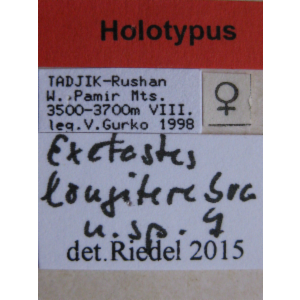 Holotypus
TADJIK-Rushan
W. Pamir Mts.
3500-3700m VIII.
leg.V.Gurko 1998
♀
Exetastes
longiterebra
n.sp. ♀
det.Riedel 2015